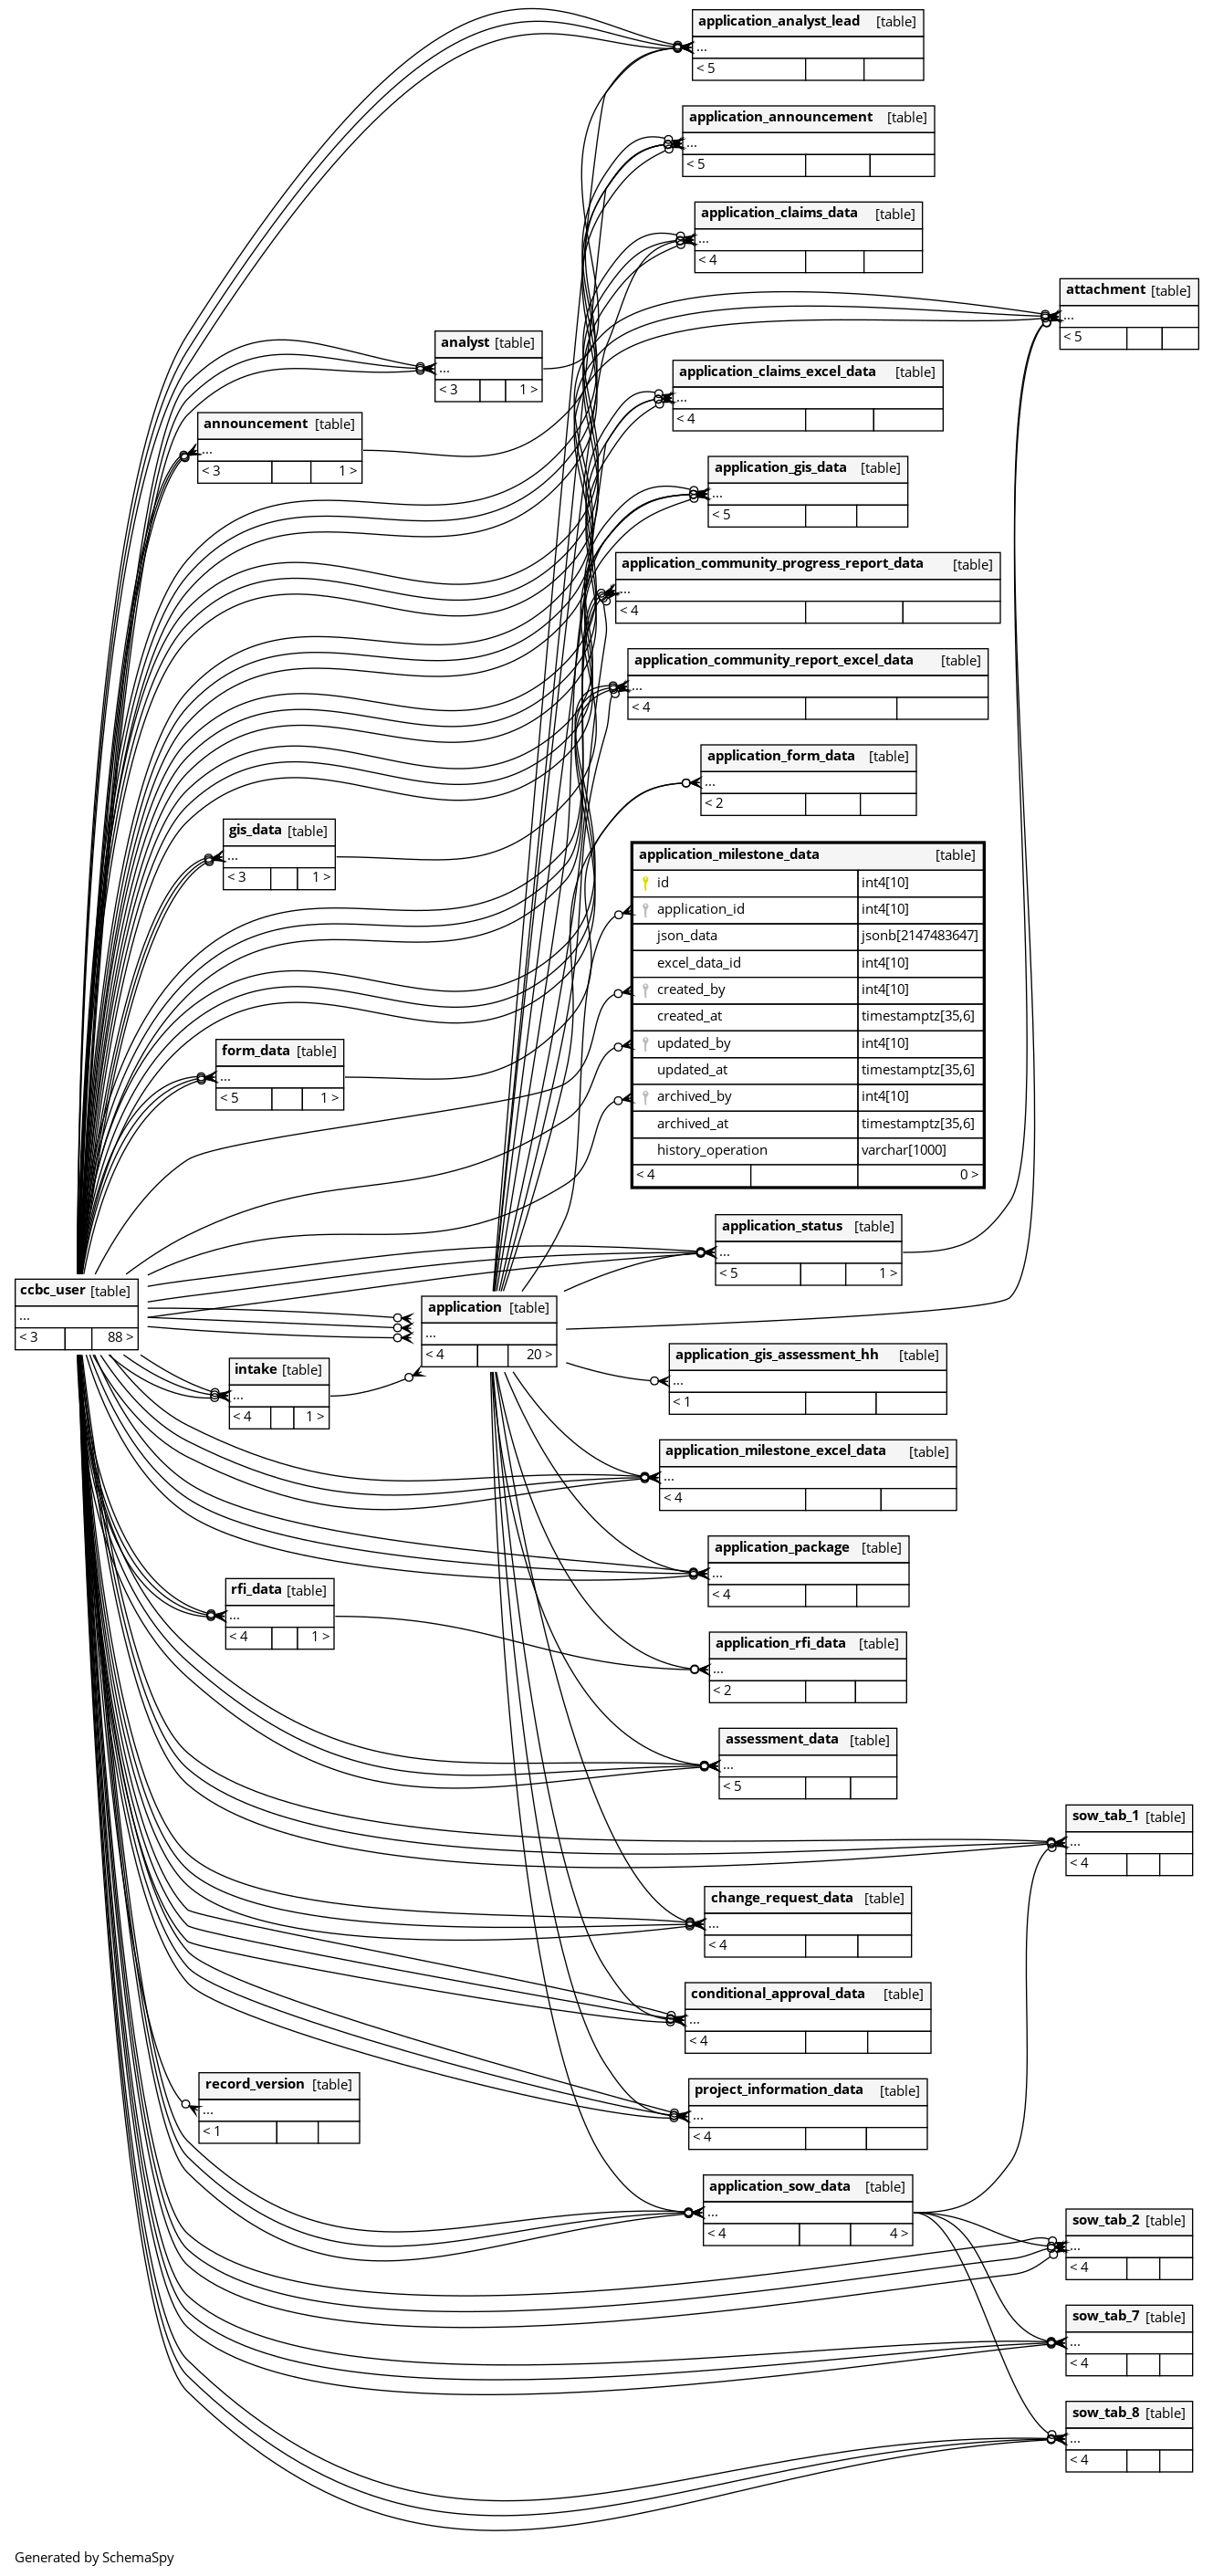 application_analyst_lead [table]
...
< 5
application_announcement [table]
...
< 5
application_claims_data [table]
...
< 4
attachment [table]
...
< 5
analyst [table]
...
< 3 1 >
application_claims_excel_data [table]
...
< 4
announcement [table]
...
< 3 1 >
application_gis_data [table]
...
< 5
application_community_progress_report_data [table]
...
< 4
application_community_report_excel_data [table]
...
< 4
application_form_data [table]
...
< 2
gis_data [table]
...
< 3 1 >
application_milestone_data [table]
id int4[10]
application_id int4[10]
json_data jsonb[2147483647]
excel_data_id int4[10]
created_by int4[10]
created_at timestamptz[35,6]
updated_by int4[10]
updated_at timestamptz[35,6]
archived_by int4[10]
archived_at timestamptz[35,6]
history_operation varchar[1000]
< 4 0 >
form_data [table]
...
< 5 1 >
application_status [table]
...
< 5 1 >
ccbc_user [table]
...
< 3 88 >
application [table]
...
< 4 20 >
application_gis_assessment_hh [table]
...
< 1
intake [table]
...
< 4 1 >
application_milestone_excel_data [table]
...
< 4
application_package [table]
...
< 4
rfi_data [table]
...
< 4 1 >
application_rfi_data [table]
...
< 2
assessment_data [table]
...
< 5
sow_tab_1 [table]
...
< 4
change_request_data [table]
...
< 4
conditional_approval_data [table]
...
< 4
record_version [table]
...
< 1
project_information_data [table]
...
< 4
application_sow_data [table]
...
< 4 4 >
sow_tab_2 [table]
...
< 4
sow_tab_7 [table]
...
< 4
sow_tab_8 [table]
...
< 4
Generated by SchemaSpy